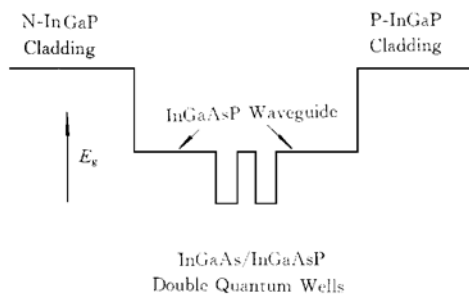 N-InGaP
Cladding
P-InGaP
Cladding
InGaAsP Waveguide
Eg
InGaAs/InGaAsP
Double Quantum Wells